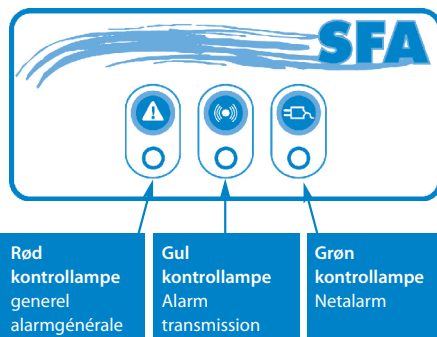 SFA
Rød
kontrollampe
generel
alarmgénérale
Gul
kontrollampe
Alarm
transmission
Grøn
kontrollampe
Netalarm